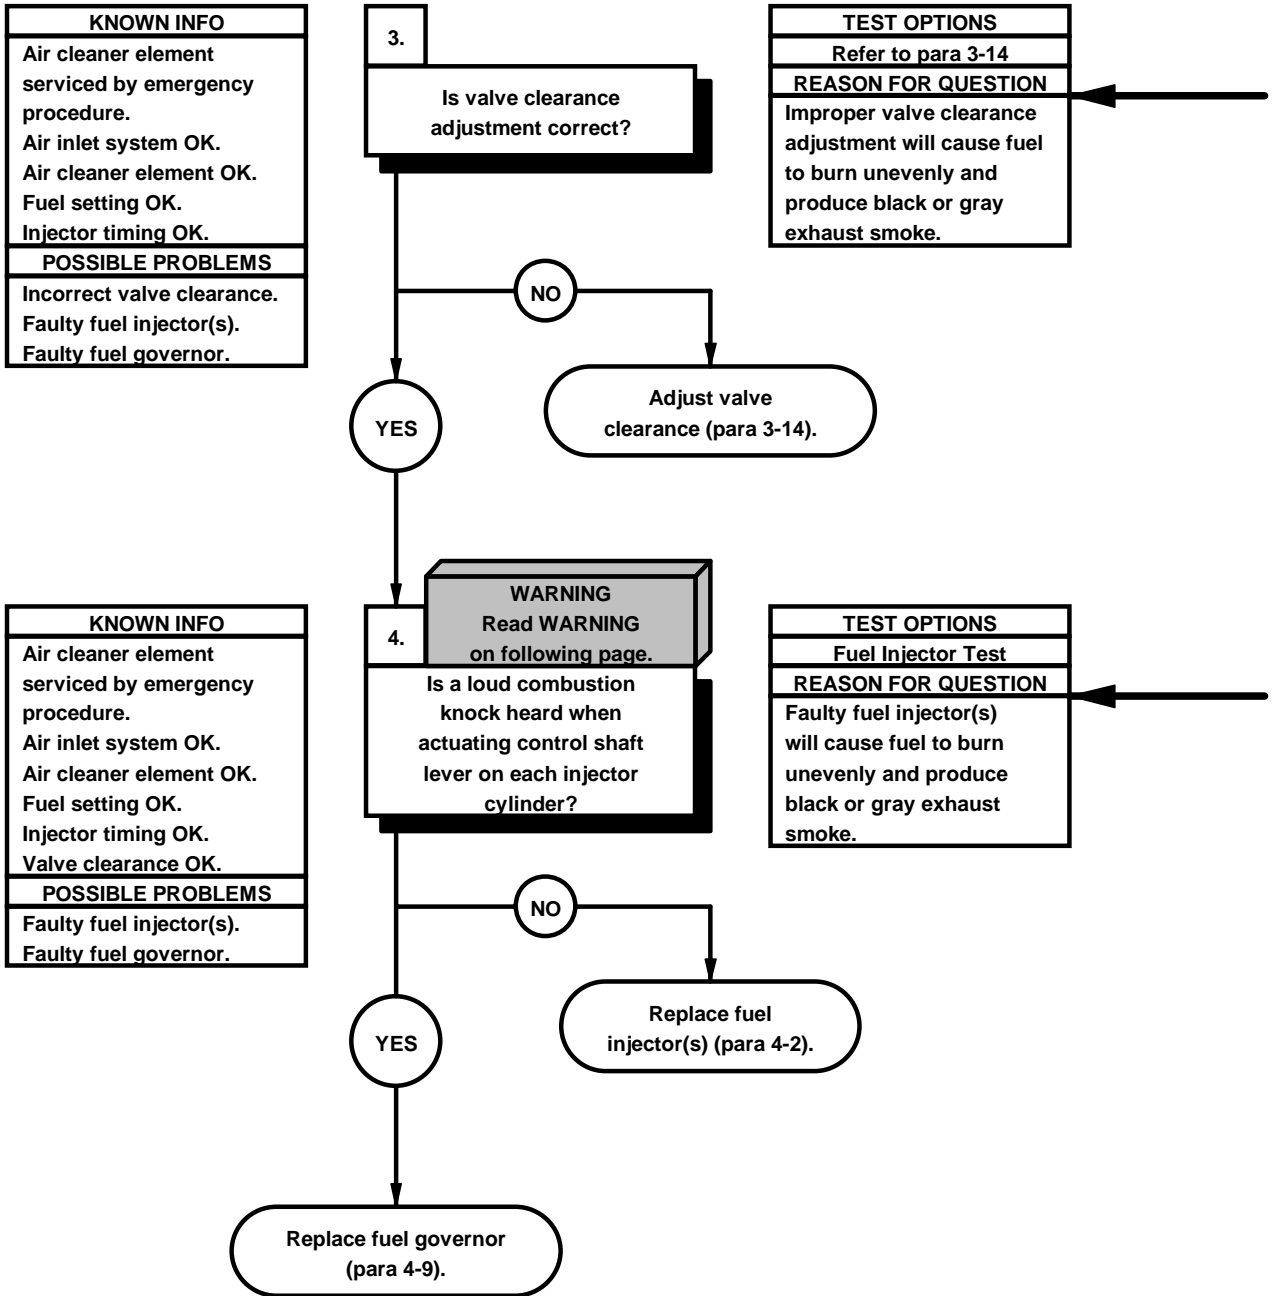 KNOWN INFO
Air cleaner element
serviced by emergency
procedure.
Air inlet system OK.
Air cleaner element OK.
Fuel setting OK.
Injector timing OK.
POSSIBLE PROBLEMS
Incorrect valve clearance.
Faulty fuel injector(s).
Faulty fuel governor.
3.
Is valve clearance
adjustment correct?
TEST OPTIONS
Refer to para 3-14
REASON FOR QUESTION
Improper valve clearance
adjustment will cause fuel
to burn unevenly and
produce black or gray
exhaust smoke.
NO
Adjust valve
clearance (para 3-14).
YES
KNOWN INFO
Air cleaner element
serviced by emergency
procedure.
Air inlet system OK.
Air cleaner element OK.
Fuel setting OK.
Injector timing OK.
Valve clearance OK.
POSSIBLE PROBLEMS
Faulty fuel injector(s).
Faulty fuel governor.
WARNING
Read WARNING
on following page.
4.
Is a loud combustion
knock heard when
actuating control shaft
lever on each injector
cylinder?
TEST OPTIONS
Fuel Injector Test
REASON FOR QUESTION
Faulty fuel injector(s)
will cause fuel to burn
unevenly and produce
black or gray exhaust
smoke.
NO
Replace fuel
injector(s) (para 4-2).
YES
Replace fuel governor
(para 4-9).